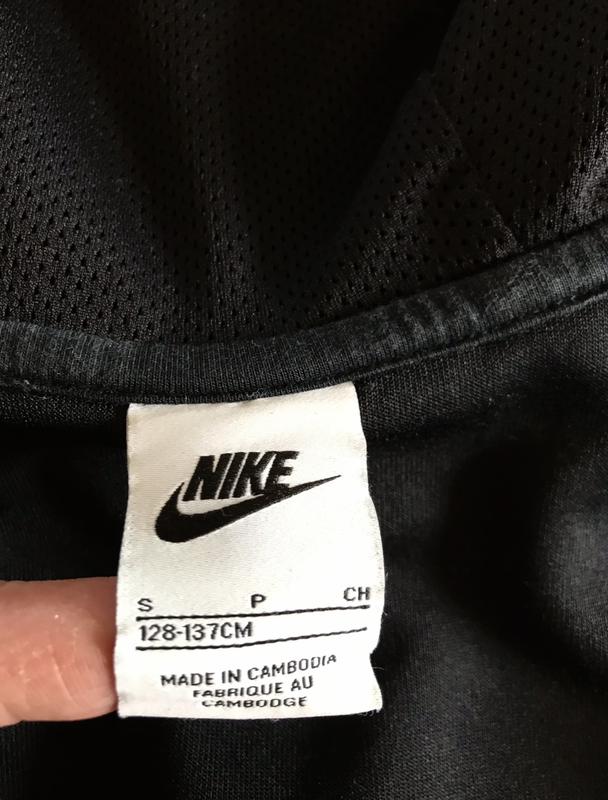 NIKE
S P CH
128-137CM
MADE IN CAMBODIA
FABRIQUE AU
CAMBODGE